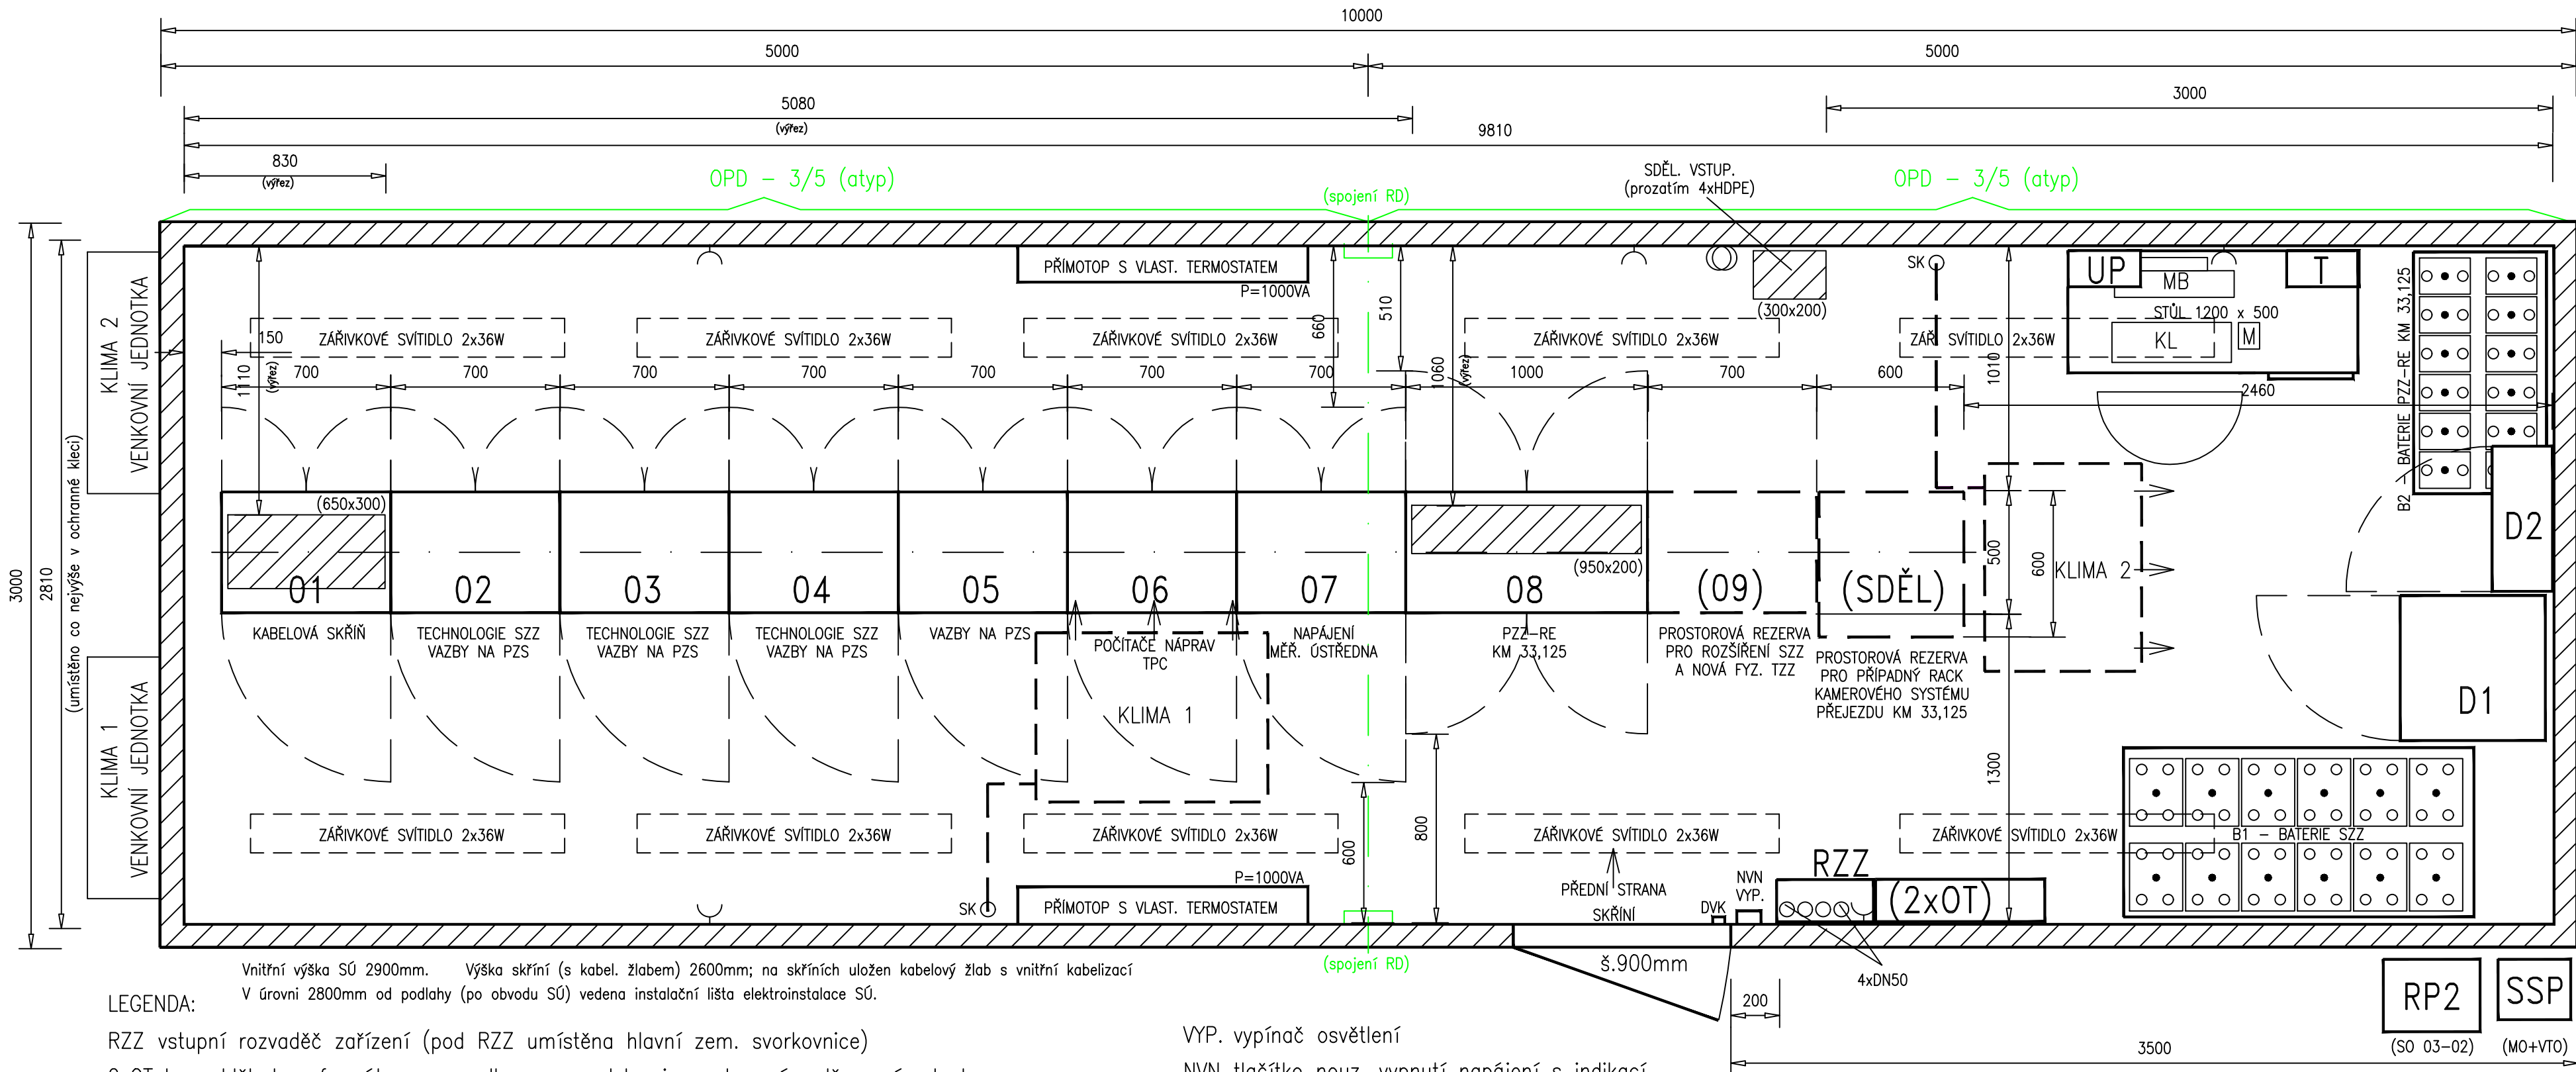 10000
5000
5000
5080
(výřez)
3000
9810
830
(výřez)
OPD - 3/5 (atyp)
(spojení RD)
SDĚL. VSTUP.
(prozatím 4xHDPE)
OPD - 3/5 (atyp)
KLIMA 2
VENKOVNÍ JEDNOTKA
PŘÍMOTOP S VLAST. TERMOSTATEM
P=1000VA
(300x200)
SK
UP
MB
T
STŮL 1200 x 500
KL
M
B2 - BATERIE PZZ-RE KM 33,125
150
1110
(výřez)
ZÁŘIVKOVÉ SVÍTIDLO 2x36W
ZÁŘIVKOVÉ SVÍTIDLO 2x36W
ZÁŘIVKOVÉ SVÍTIDLO 2x36W
ZÁŘIVKOVÉ SVÍTIDLO 2x36W
ZÁŘ. SVÍTIDLO 2x36W
660
510
1060
(výřez)
1010
700
700
700
700
700
700
700
1000
700
600
2460
3000
2810
(umístěno co nejvýše v ochranné kleci)
(650x300)
(950x200)
01
02
03
04
05
06
07
08
(09)
(SDĚL)
500
600
KLIMA 2
D2
D1
KABELOVÁ SKŘÍŇ
TECHNOLOGIE SZZ
VAZBY NA PZS
TECHNOLOGIE SZZ
VAZBY NA PZS
TECHNOLOGIE SZZ
VAZBY NA PZS
VAZBY NA PZS
POČÍTAČE NÁPRAV
TPC
NAPÁJENÍ
MĚŘ. ÚSTŘEDNA
PZZ-RE
KM 33,125
PROSTOROVÁ REZERVA
PRO ROZŠÍŘENÍ SZZ
A NOVÁ FYZ. TZZ
PROSTOROVÁ REZERVA
PRO PŘÍPADNÝ RACK
KAMEROVÉHO SYSTÉMU
PŘEJEZDU KM 33,125
KLIMA 1
VENKOVNÍ JEDNOTKA
KLIMA 1
1300
600
800
ZÁŘIVKOVÉ SVÍTIDLO 2x36W
ZÁŘIVKOVÉ SVÍTIDLO 2x36W
ZÁŘIVKOVÉ SVÍTIDLO 2x36W
ZÁŘIVKOVÉ SVÍTIDLO 2x36W
ZÁŘIVKOVÉ SVÍTIDLO 2x36W
B1 - BATERIE SZZ
SK
P=1000VA
PŘÍMOTOP S VLAST. TERMOSTATEM
PŘEDNÍ STRANA
SKŘÍNÍ
DVK
NVN
VYP.
RZZ
(2xOT)
(spojení RD)
š.900mm
4xDN50
200
3500
RP2
(SO 03-02)
SSP
(MO+VTO)
Vnitřní výška SÚ 2900mm. Výška skříní (s kabel. žlabem) 2600mm; na skříních uložen kabelový žlab s vnitřní kabelizací
V úrovni 2800mm od podlahy (po obvodu SÚ) vedena instalační lišta elektroinstalace SÚ.
LEGENDA:
RZZ vstupní rozvaděč zařízení (pod RZZ umístěna hlavní zem. svorkovnice)
VYP. vypínač osvětlení
NVN tlačítko nouz. vypnutí napájení s indikací